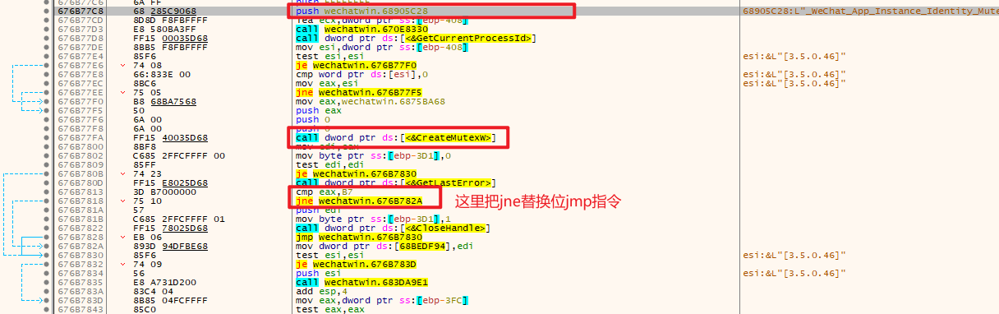 676B77C6 6A FF push FFFFFFFF
676B77C8 68 285C9068 push wechatwin.68905C28 68905C28:L"_WeChat_App_Instance_Identity_Mute
8D8D F8FBFFFF lea ecx,dword ptr ss:[ebp-408]
676B77D3 E8 580BA3FF call wechatwin.670E8330
676B77D8 FF15 00035D68 call dword ptr ds:[<&GetCurrentProcessId>]
676B77DE 8BB5 F8FBFFFF mov esi,dword ptr ss:[ebp-408]
676B77E4 85F6 test esi,esi esi:&L"[3.5.0.46]"
676B77E6 74 08 je wechatwin.676B77F0
676B77E8 66:833E 00 cmp word ptr ds:[esi],0 esi:&L"[3.5.0.46]"
676B77EC 8BC6 mov eax,esi esi:&L"[3.5.0.46]"
676B77EE 75 05 jne wechatwin.676B77F5
676B77F0 B8 68BA7568 mov eax,wechatwin.6875BA68
676B77F5 50 push eax
676B77F6 6A 00 push 0
676B77F8 6A 00 push 0
676B77FA FF15 40035D68 call dword ptr ds:[<&CreateMutexW>]
676B7800 8BF8 mov edi,eax
676B7802 C685 2FFCFFFF 00 mov byte ptr ss:[ebp-3D1],0
676B7809 85FF test edi,edi
676B780B 74 23 je wechatwin.676B7830
676B780D FF15 E8025D68 call dword ptr ds:[<&GetLastError>]
676B7813 3D B7000000 cmp eax,B7
676B7818 75 10 jne wechatwin.676B782A 这里把jne替换位jmp指令
676B781A 57 push edi
676B781B C685 2FFCFFFF 01 mov byte ptr ss:[ebp-3D1],1
676B7822 FF15 78025D68 call dword ptr ds:[<&CloseHandle>]
676B7828 EB 06 jmp wechatwin.676B7830
676B782A 893D 94DFBE68 mov dword ptr ds:[68BEDF94],edi
676B7830 85F6 test esi,esi esi:&L"[3.5.0.46]"
676B7832 74 09 je wechatwin.676B783D
676B7834 56 push esi esi:&L"[3.5.0.46]"
676B7835 E8 A731D200 call wechatwin.683DA9E1
676B783A 83C4 04 add esp,4
676B783D 8B85 04FCFFFF mov eax,dword ptr ss:[ebp-3FC]
676B7843 85C0 test eax,eax